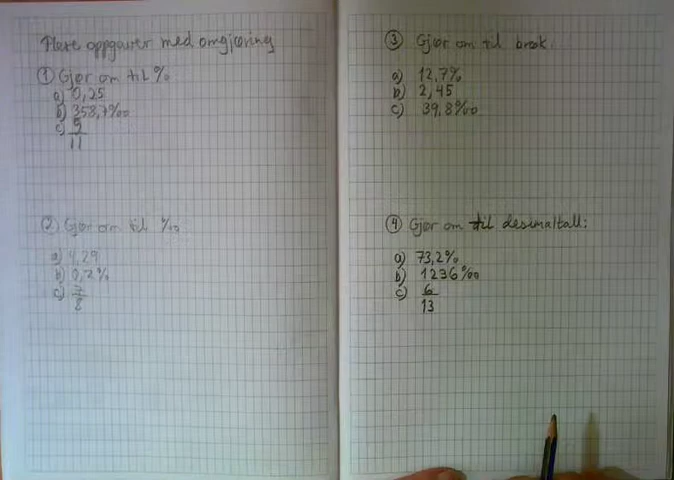 Flere oppgaver med omgjøring
① Gjør om til %
a) 0,25
b) 358,7‰
c) 5/11
② Gjør om til ‰
a) 4,29
b) 0,2%
c) 7/8
③ Gjør om til brøk.
a) 12,7%
b) 2,45
c) 39,8‰
④ Gjør om til desimaltall:
a) 73,2%
b) 1236‰
c) 6/13